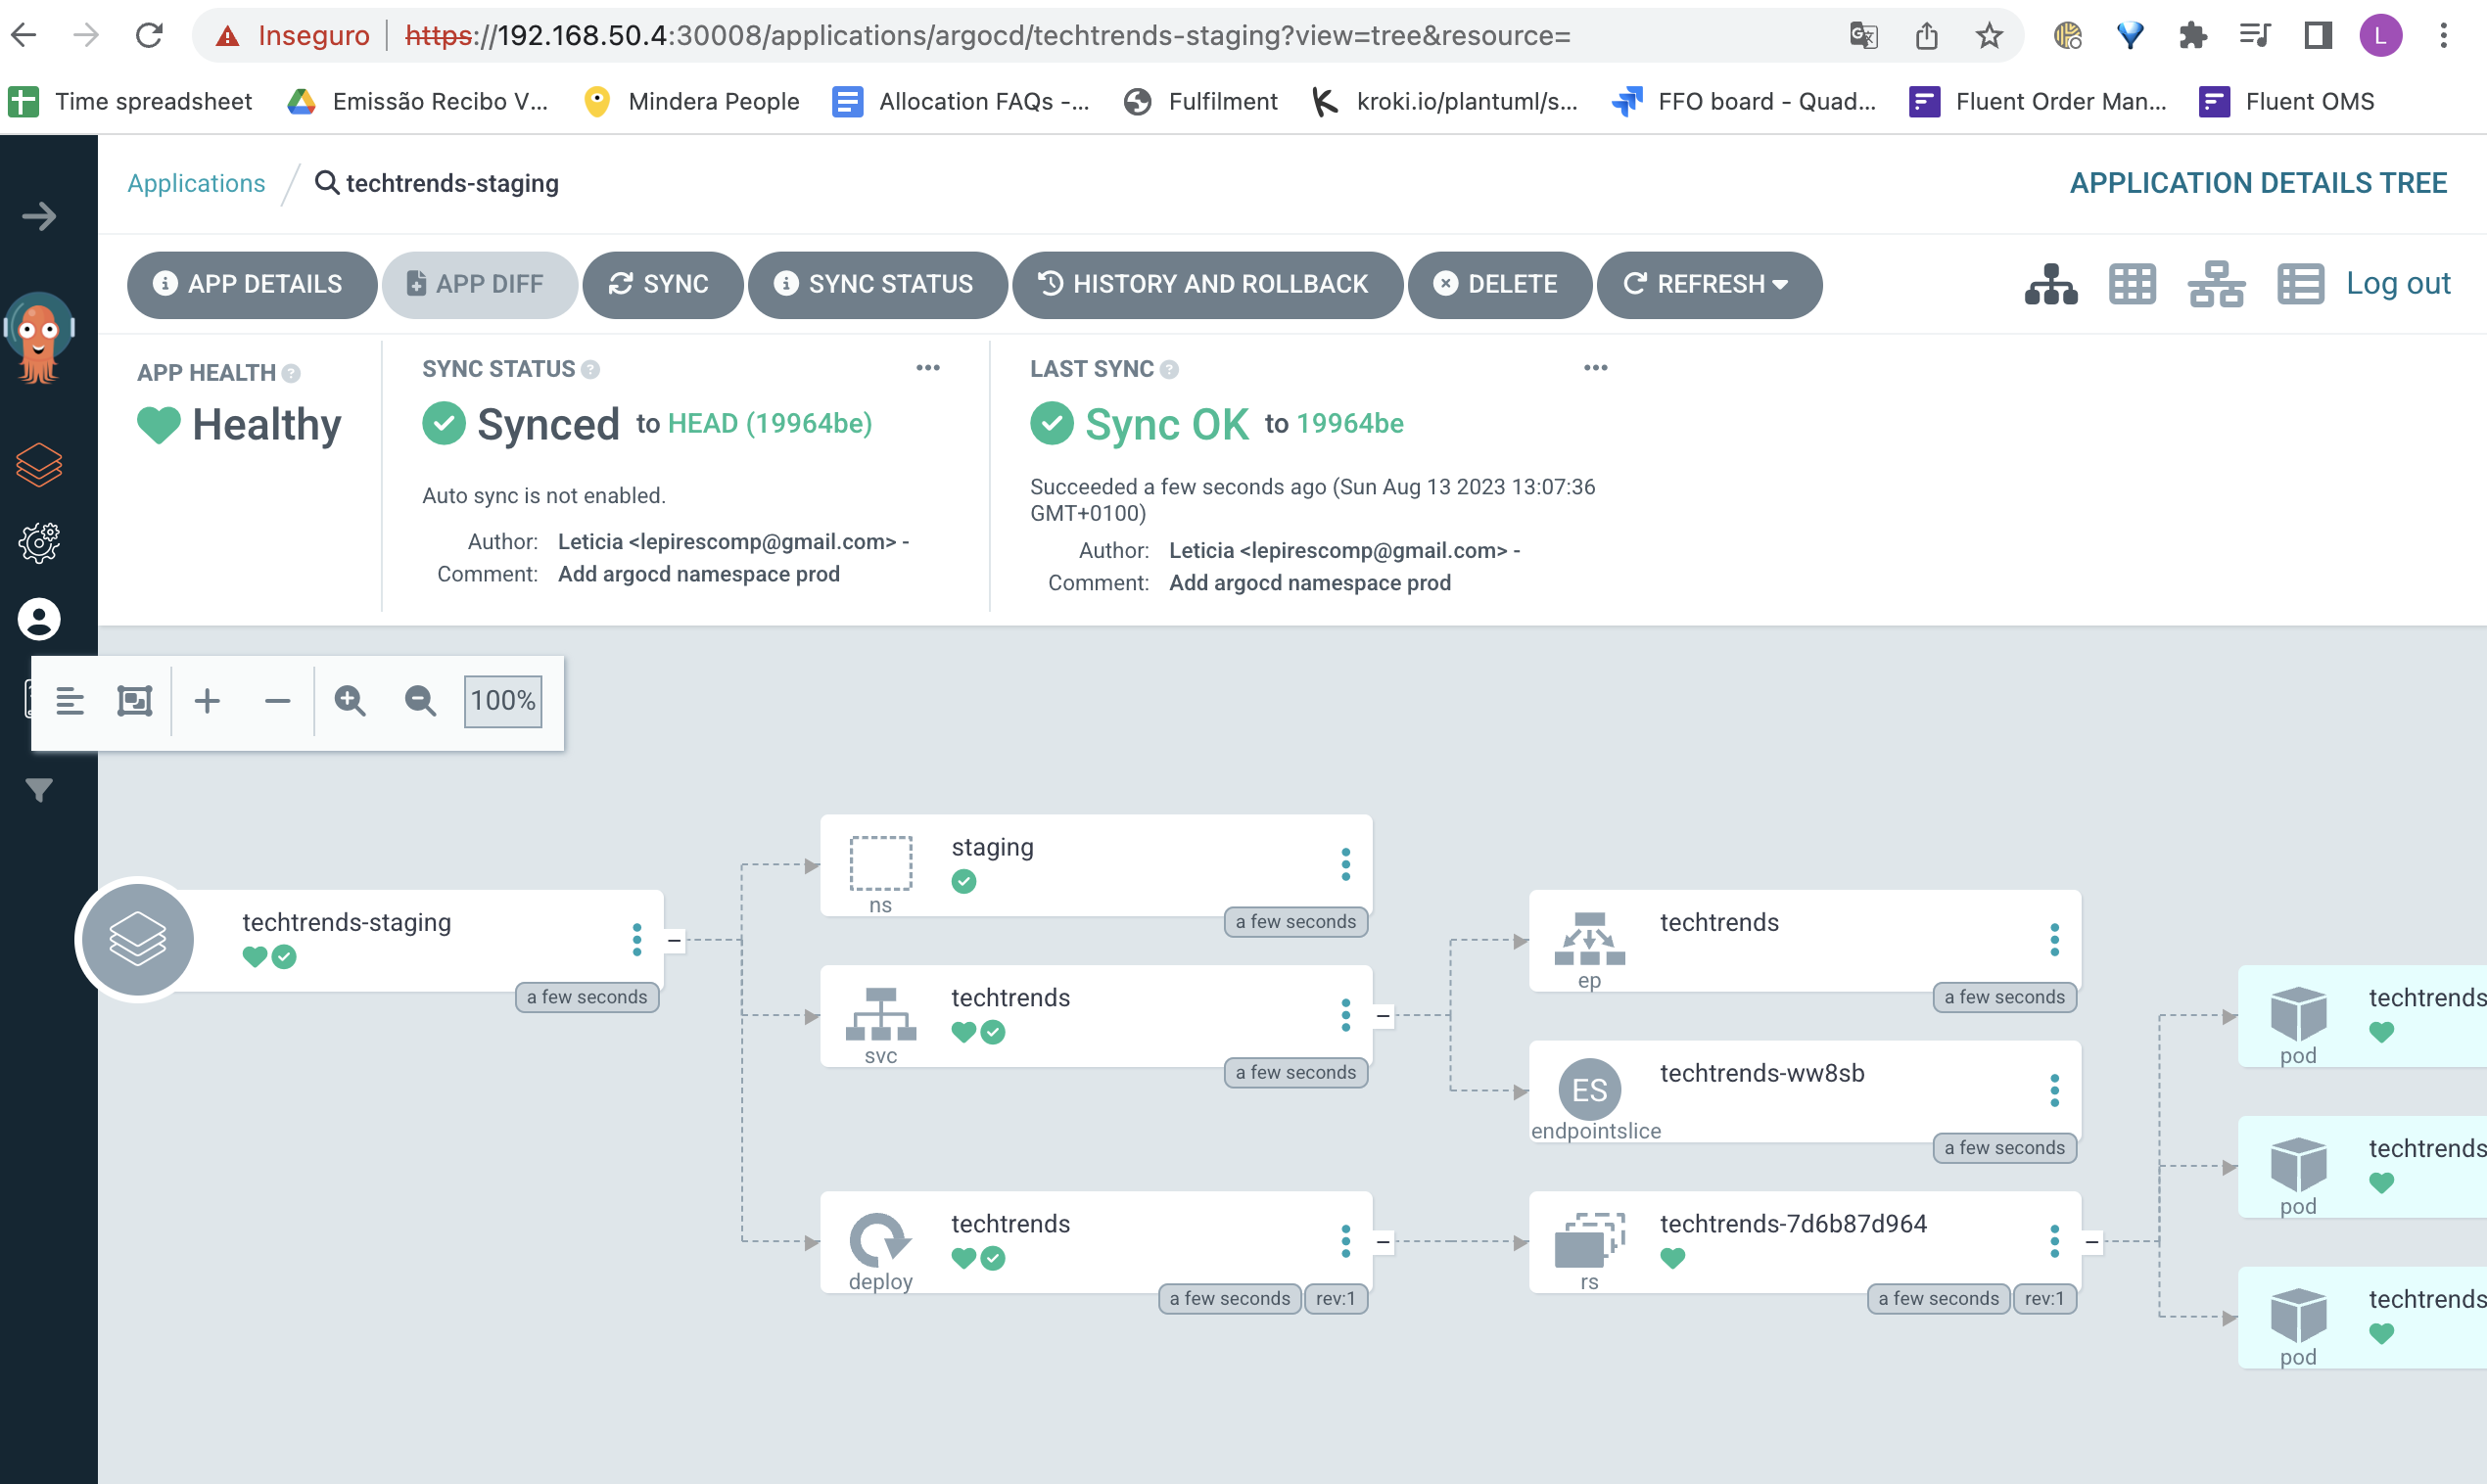 Inseguro https://192.168.50.4:30008/applications/argocd/techtrends-staging?view=tree&resource=
L
Time spreadsheet Emissão Recibo V... Mindera People Allocation FAQs -... Fulfilment kroki.io/plantuml/s... FFO board - Quad... Fluent Order Man... Fluent OMS
Applications / techtrends-staging APPLICATION DETAILS TREE
APP DETAILS APP DIFF SYNC SYNC STATUS HISTORY AND ROLLBACK DELETE REFRESH Log out
APP HEALTH ?
Healthy
SYNC STATUS ? ...
Synced to HEAD (19964be)
Auto sync is not enabled.
Author: Leticia <lepirescomp@gmail.com> -
Comment: Add argocd namespace prod
LAST SYNC ? ...
Sync OK to 19964be
Succeeded a few seconds ago (Sun Aug 13 2023 13:07:36
GMT+0100)
Author: Leticia <lepirescomp@gmail.com> -
Comment: Add argocd namespace prod
100%
techtrends-staging
a few seconds
staging
ns
a few seconds
techtrends
svc
a few seconds
techtrends
deploy
a few seconds rev:1
techtrends
ep
a few seconds
ES
techtrends-ww8sb
endpointslice
a few seconds
techtrends-7d6b87d964
rs
a few seconds rev:1
techtrends
pod
techtrends
pod
techtrends
pod